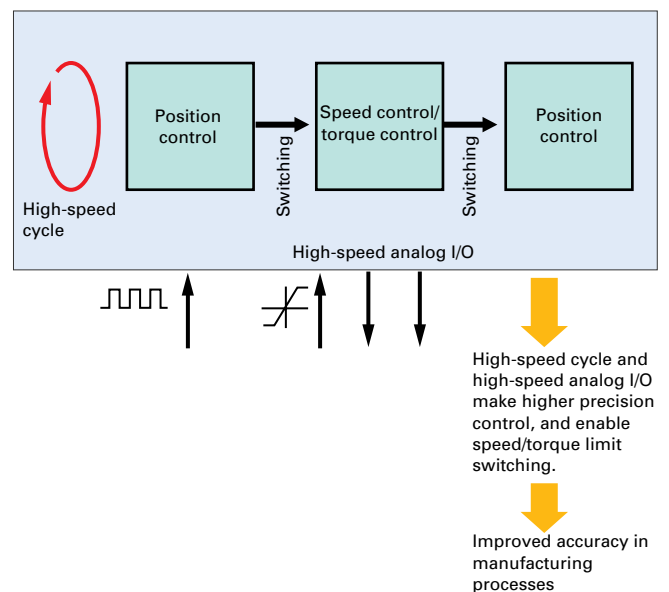 Position
control
Switching
Speed control/
torque control
Switching
Position
control
High-speed
cycle
High-speed analog I/O
High-speed cycle and
high-speed analog I/O
make higher precision
control, and enable
speed/torque limit
switching.
Improved accuracy in
manufacturing
processes